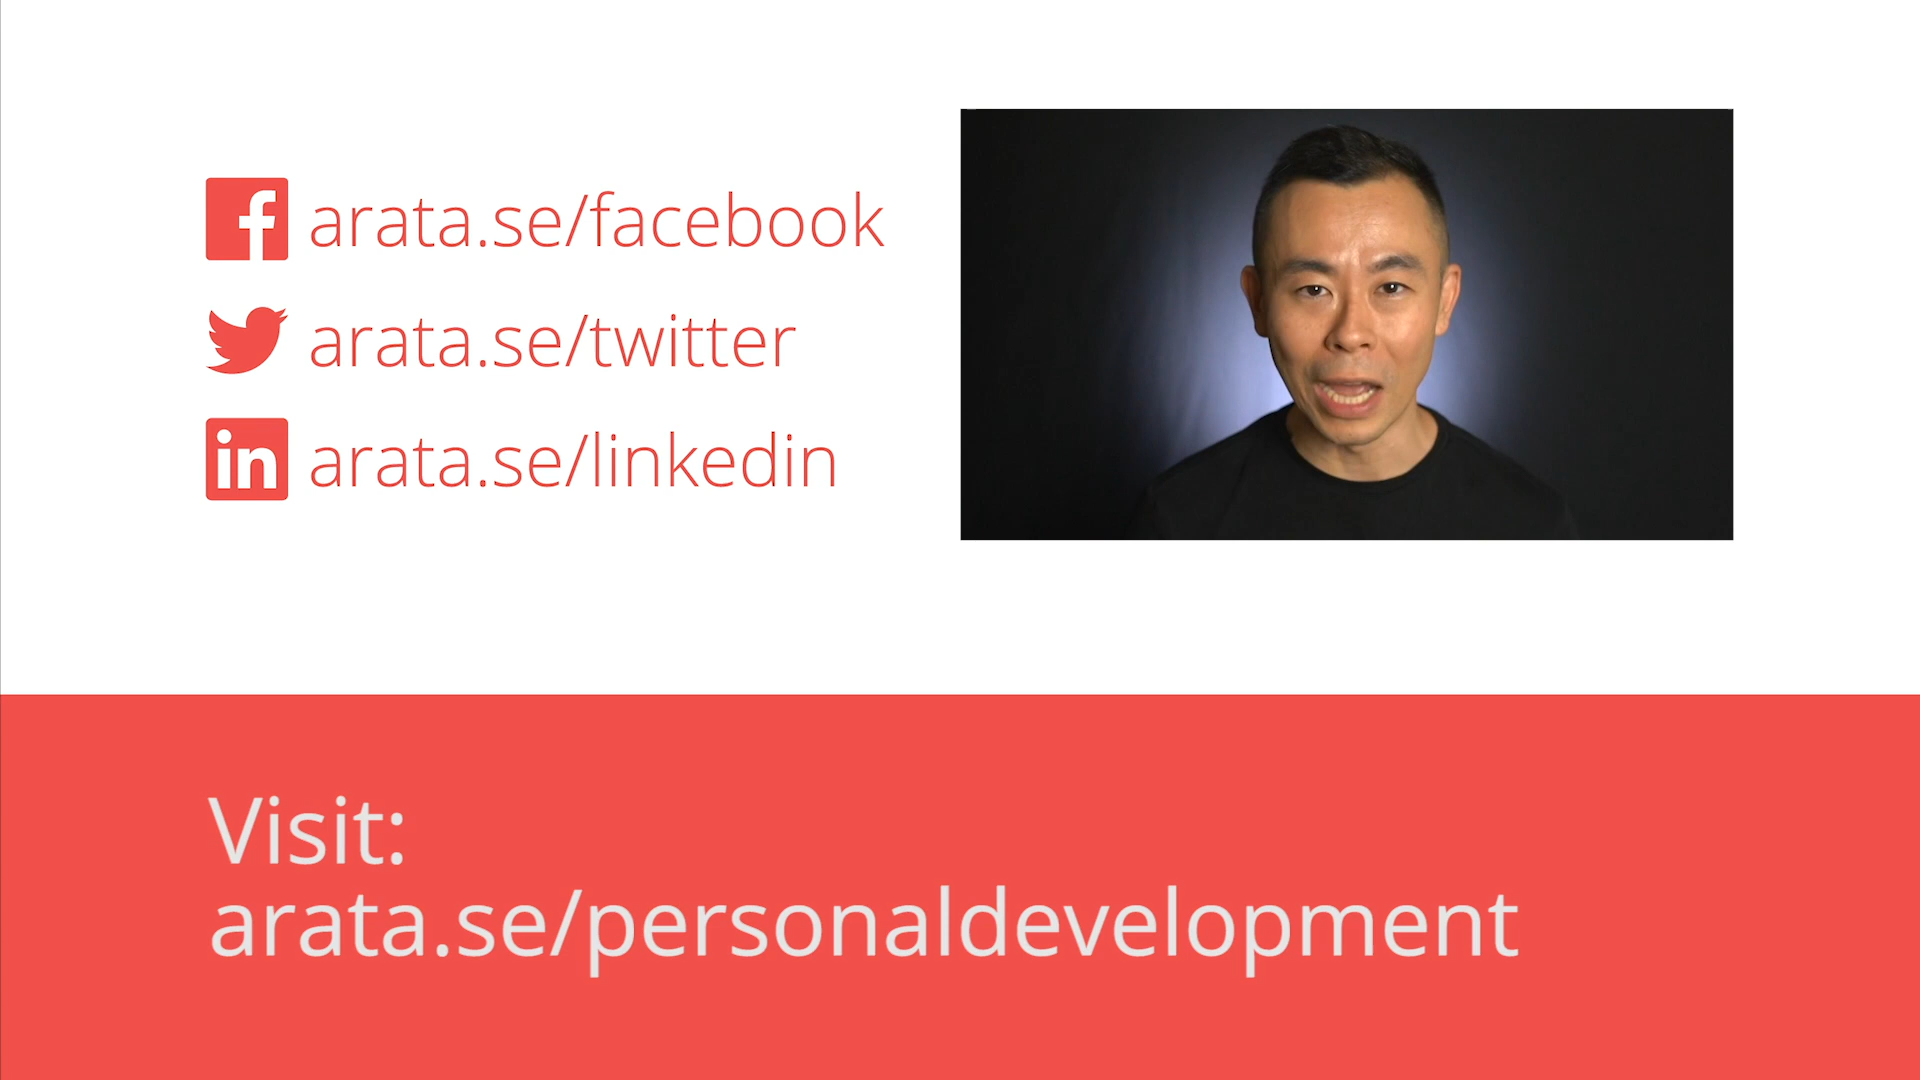 arata.se/facebook
arata.se/twitter
in arata.se/linkedin
Visit:
arata.se/personaldevelopment